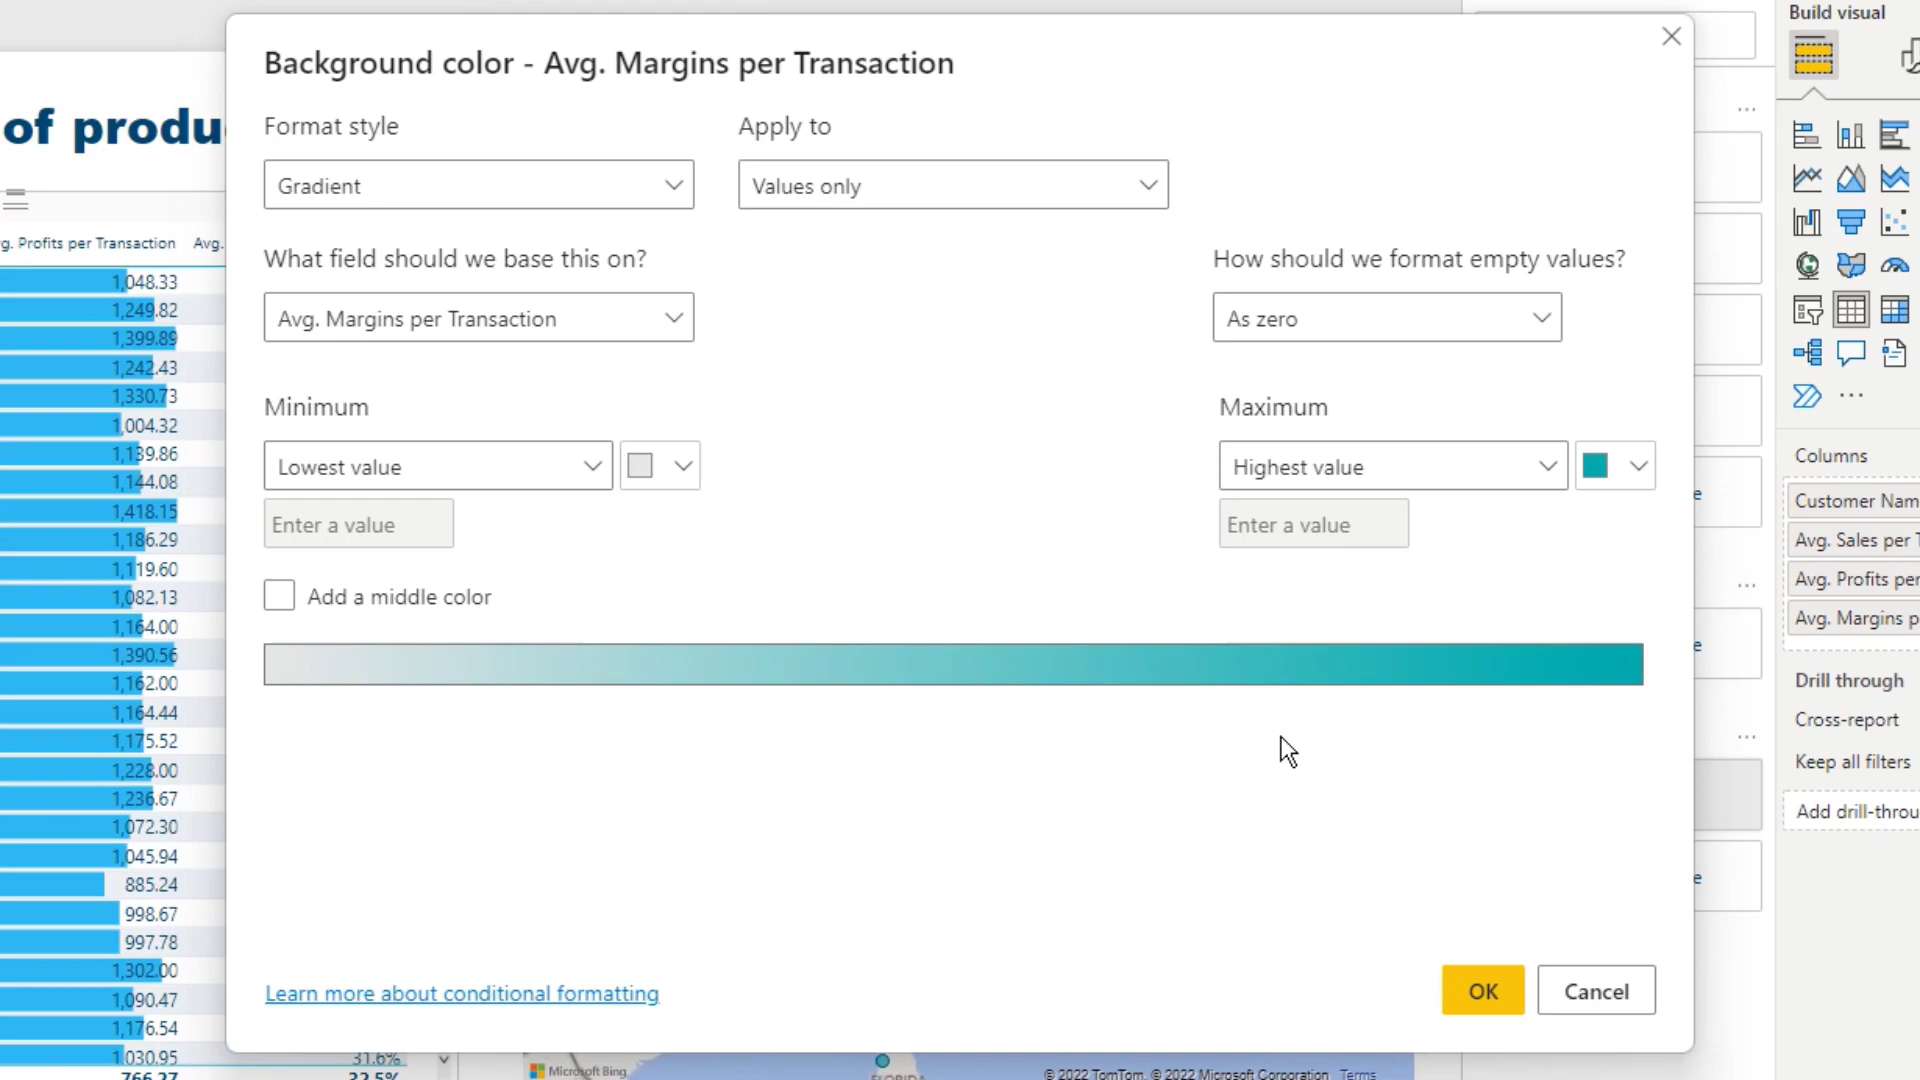 Build visual
Background color - Avg. Margins per Transaction
of produ
Format style
Apply to
Gradient
Values only
g. Profits per Transaction Avg.
What field should we base this on?
How should we format empty values?
Avg. Margins per Transaction
As zero
1,048.33
1,249.82
1,399.89
1,242.43
1,330.73
1,004.32
1,139.86
1,144.08
1,418.15
1,186.29
1,119.60
1,082.13
1,164.00
1,390.56
1,162.00
1,164.44
1,175.52
1,228.00
1,236.67
1,072.30
1,045.94
885.24
998.67
997.78
1,302.00
1,090.47
1,176.54
1,030.95
31.6%
766.27
32.5%
Minimum
Maximum
Lowest value
Highest value
Enter a value
Enter a value
Add a middle color
Learn more about conditional formatting
OK
Cancel
Columns
Customer Nam
Avg. Sales per T
Avg. Profits per
Avg. Margins p
Drill through
Cross-report
Keep all filters
Add drill-throu
e
e
e
Microsoft Bing
FLORIDA
© 2022 TomTom, © 2022 Microsoft Corporation Terms